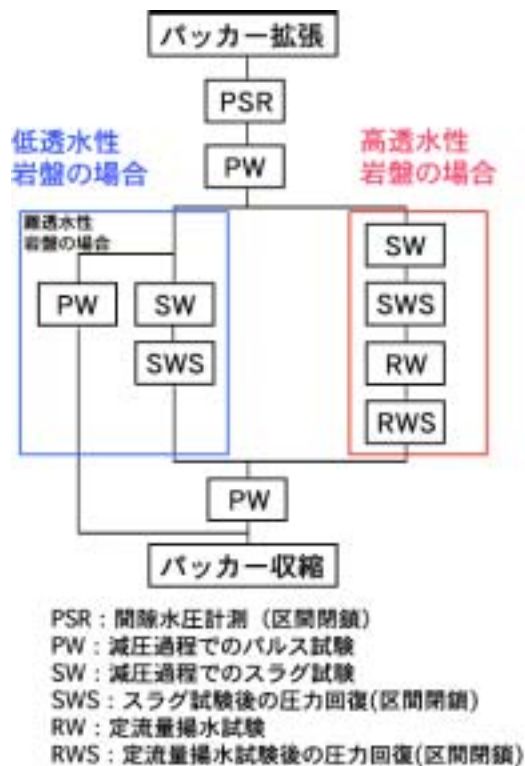 パッカー拡張
PSR
低透水性
岩盤の場合
高透水性
岩盤の場合
PW
難透水性
岩盤の場合
PW
SW
SWS
SW
SWS
RW
RWS
PW
パッカー収縮
PSR：間隙水圧計測（区間閉鎖）
PW：減圧過程でのパルス試験
SW：減圧過程でのスラグ試験
SWS：スラグ試験後の圧力回復(区間閉鎖)
RW：定流量揚水試験
RWS：定流量揚水試験後の圧力回復(区間閉鎖)